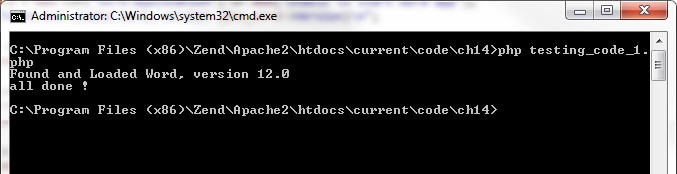 Administrator: C:\Windows\system32\cmd.exe
C:\Program Files (x86)\Zend\Apache2\htdocs\current\code\ch14>php testing_code_1.
php
Found and Loaded Word, version 12.0
all done !
C:\Program Files (x86)\Zend\Apache2\htdocs\current\code\ch14>